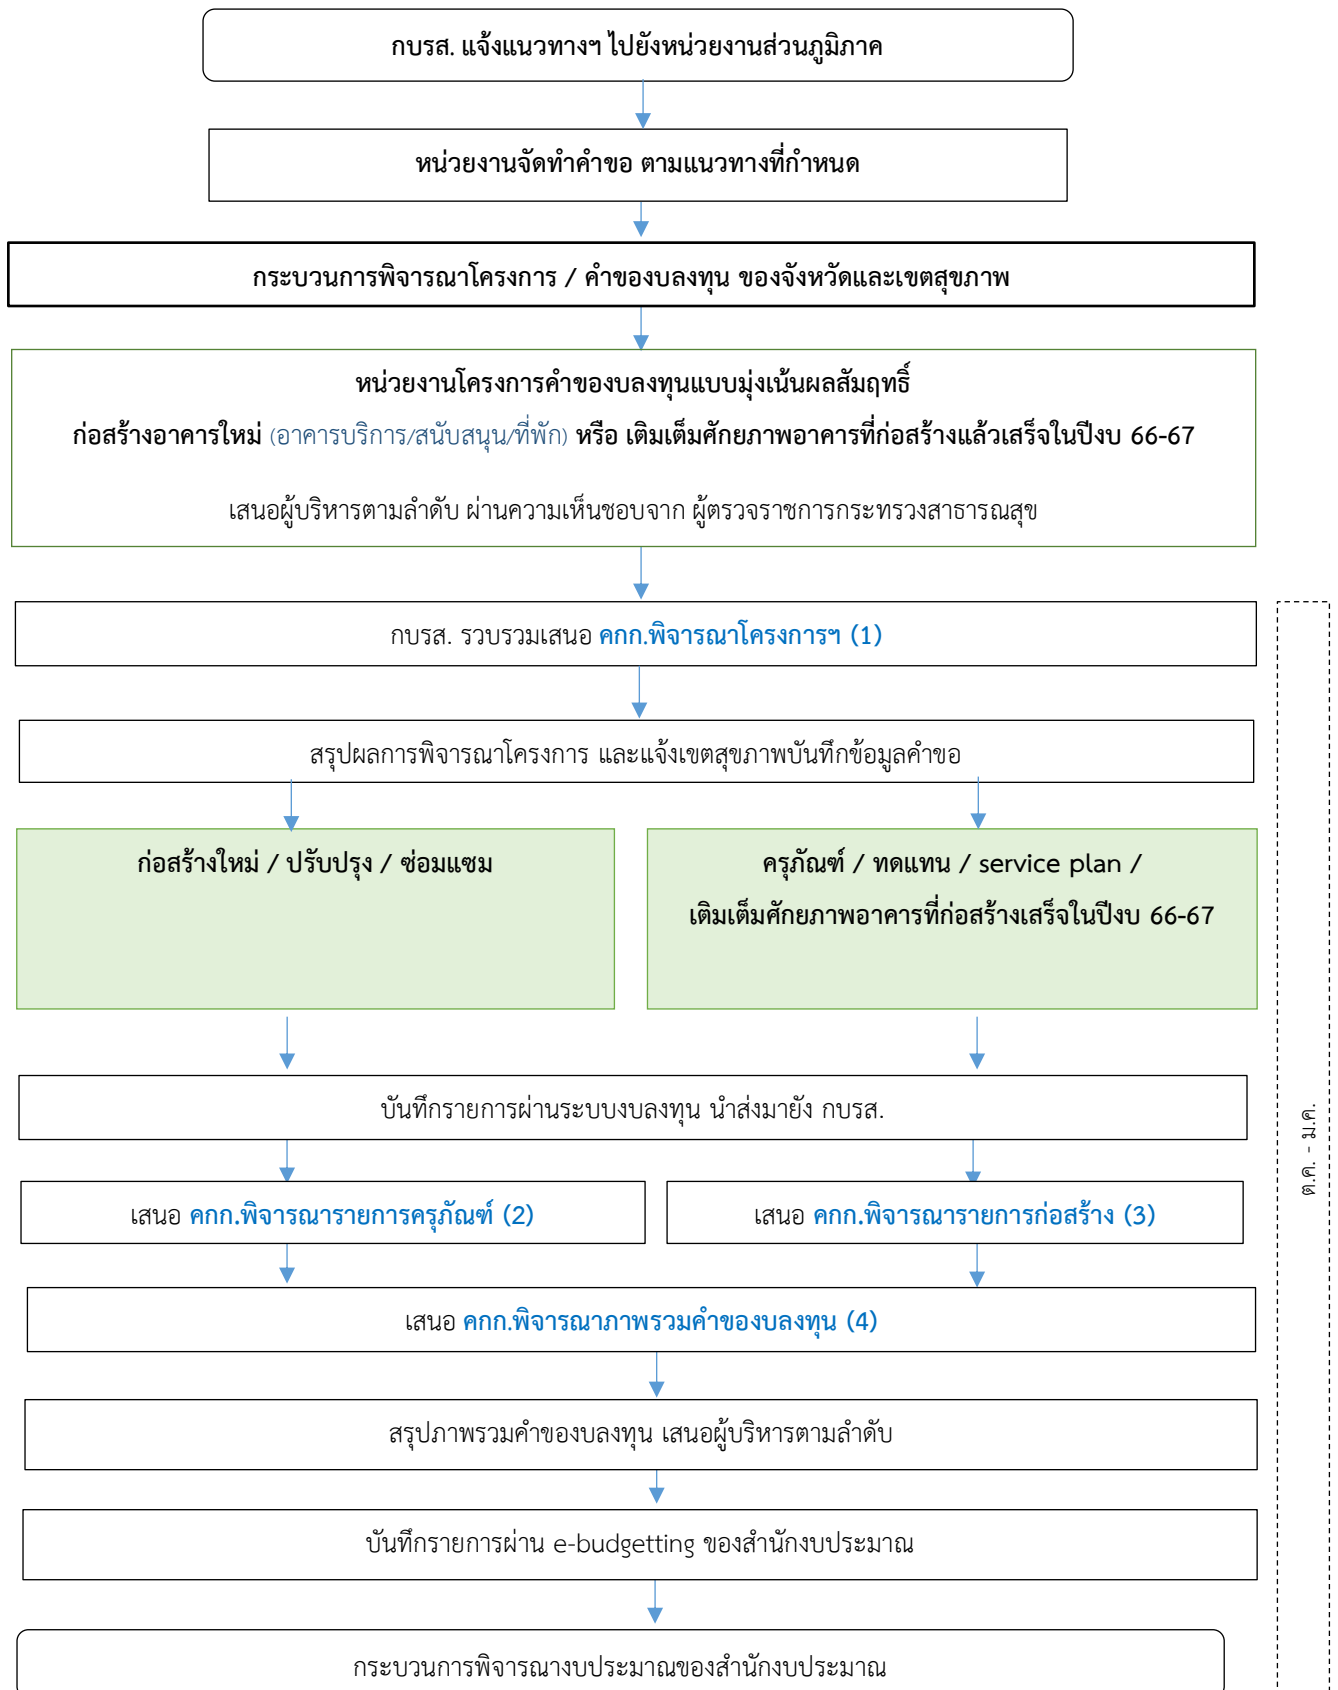 กบรส. แจ้งแนวทางฯ ไปยังหน่วยงานส่วนภูมิภาค
หน่วยงานจัดทำคำขอ ตามแนวทางที่กำหนด
กระบวนการพิจารณาโครงการ / คำของบลงทุน ของจังหวัดและเขตสุขภาพ
หน่วยงานโครงการคำของบลงทุนแบบมุ่งเน้นผลสัมฤทธิ์
ก่อสร้างอาคารใหม่ (อาคารบริการ/สนับสนุน/ที่พัก) หรือ เติมเต็มศักยภาพอาคารที่ก่อสร้างแล้วเสร็จในปีงบ 66-67
เสนอผู้บริหารตามลำดับ ผ่านความเห็นชอบจาก ผู้ตรวจราชการกระทรวงสาธารณสุข
กบรส. รวบรวมเสนอ คกก.พิจารณาโครงการฯ (1)
สรุปผลการพิจารณาโครงการ และแจ้งเขตสุขภาพบันทึกข้อมูลคำขอ
ก่อสร้างใหม่ / ปรับปรุง / ซ่อมแซม
ครุภัณฑ์ / ทดแทน / service plan /
เติมเต็มศักยภาพอาคารที่ก่อสร้างเสร็จในปีงบ 66-67
บันทึกรายการผ่านระบบงบลงทุน นำส่งมายัง กบรส.
เสนอ คกก.พิจารณารายการครุภัณฑ์ (2)
เสนอ คกก.พิจารณารายการก่อสร้าง (3)
เสนอ คกก.พิจารณาภาพรวมคำของบลงทุน (4)
สรุปภาพรวมคำของบลงทุน เสนอผู้บริหารตามลำดับ
บันทึกรายการผ่าน e-budgetting ของสำนักงบประมาณ
กระบวนการพิจารณางบประมาณของสำนักงบประมาณ
ต.ค. - ม.ค.